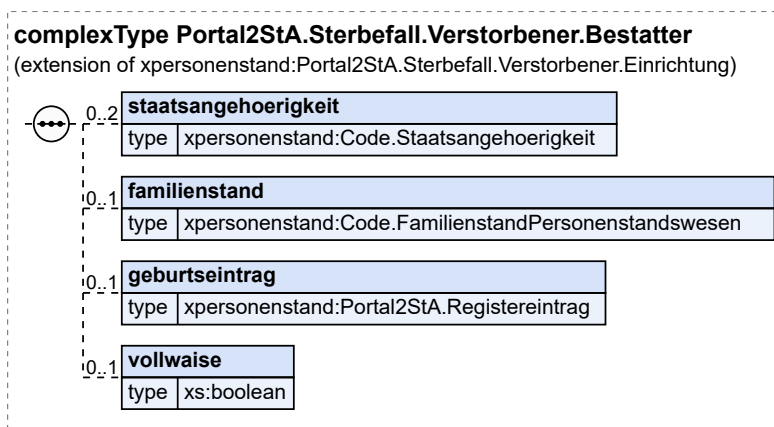 complexType Portal2StA.Sterbefall.Verstorbener.Bestatter
(extension of xpersonenstand:Portal2StA.Sterbefall.Verstorbener.Einrichtung)
0..2 staatsangehoerigkeit
type xpersonenstand:Code.Staatsangehoerigkeit
0..1 familienstand
type xpersonenstand:Code.FamilienstandPersonenstandswesen
0..1 geburtseintrag
type xpersonenstand:Portal2StA.Registereintrag
0..1 vollwaise
type xs:boolean